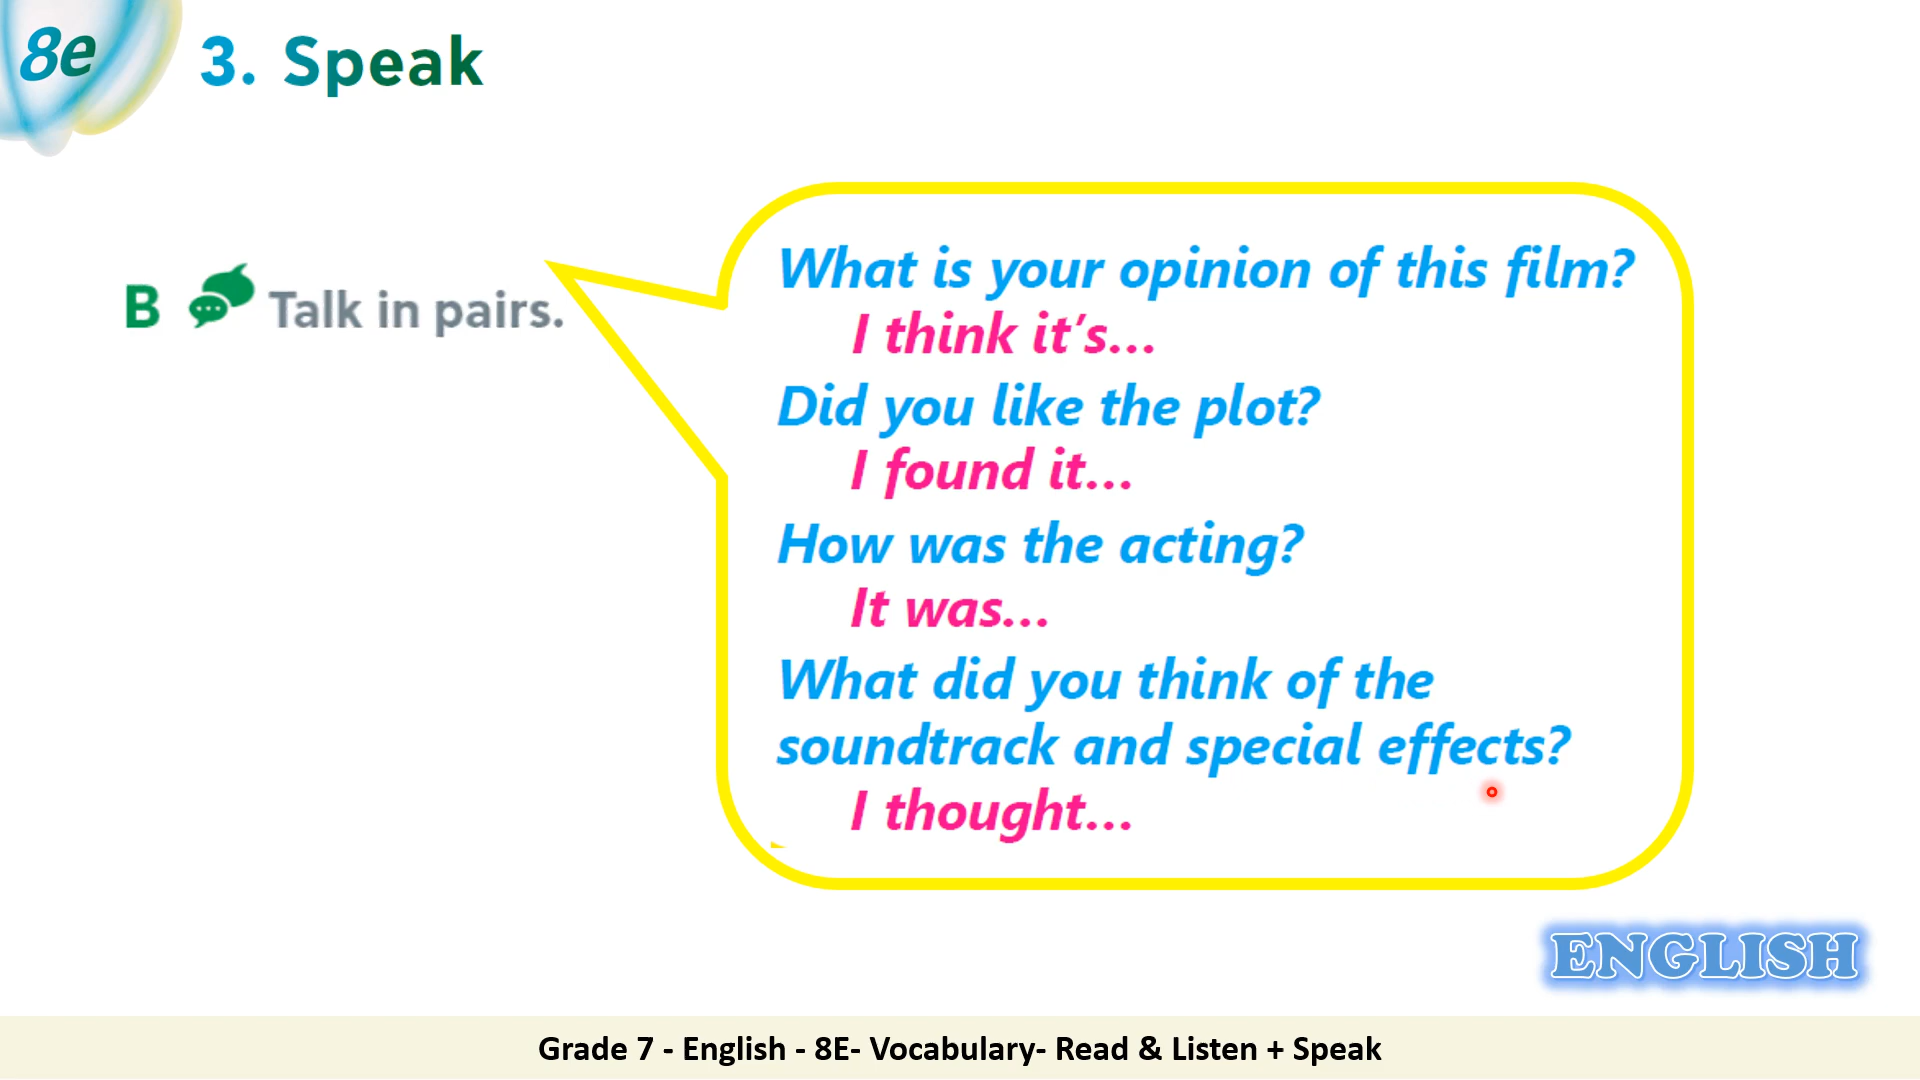 8e
3. Speak
B Talk in pairs.
What is your opinion of this film?
I think it's...
Did you like the plot?
I found it...
How was the acting?
It was...
What did you think of the
soundtrack and special effects?
I thought...
ENGLISH
Grade 7 - English - 8E- Vocabulary- Read & Listen + Speak